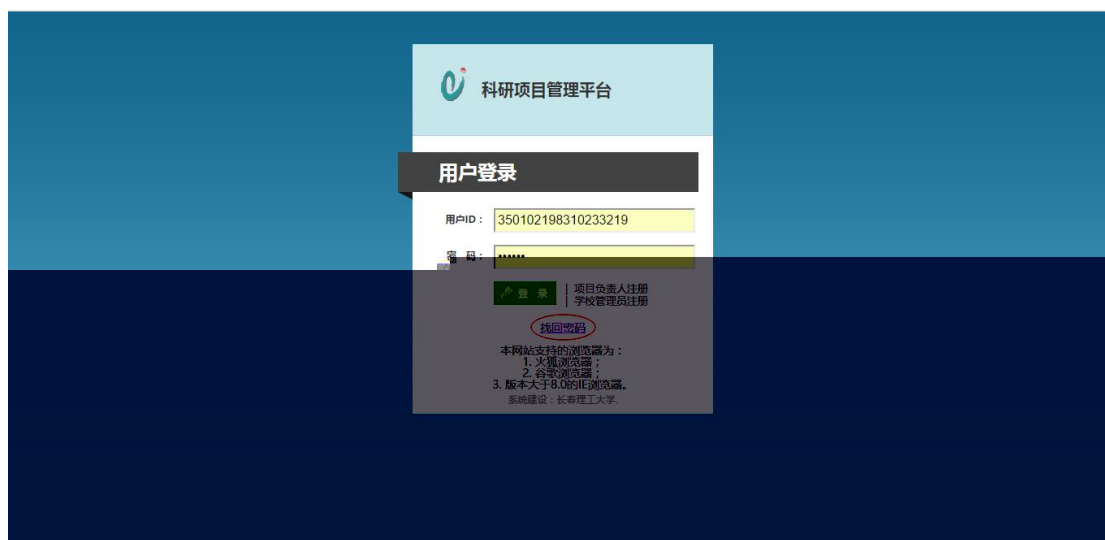 科研项目管理平台
用户登录
用户ID： 350102198310233219
密 码： ••••••
登 录 | 项目负责人注册
| 学校管理员注册
找回密码
本网站支持的浏览器为：
1. 火狐浏览器；
2. 谷歌浏览器；
3. 版本大于8.0的IE浏览器。
系统建设：长春理工大学.